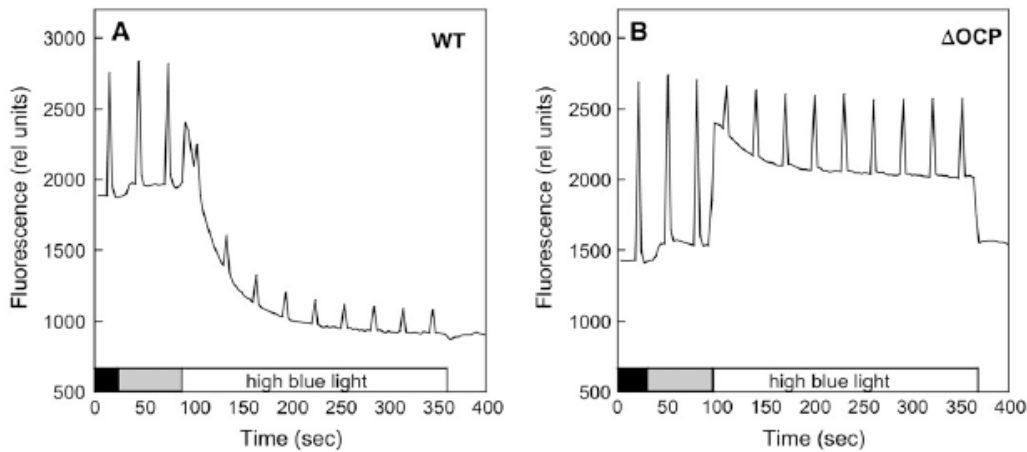 A
WT
Fluorescence (rel units)
3000
2500
2000
1500
1000
500
high blue light
0 50 100 150 200 250 300 350 400
Time (sec)
B
ΔOCP
Fluorescence (rel units)
3000
2500
2000
1500
1000
500
high blue light
0 50 100 150 200 250 300 350 400
Time (sec)